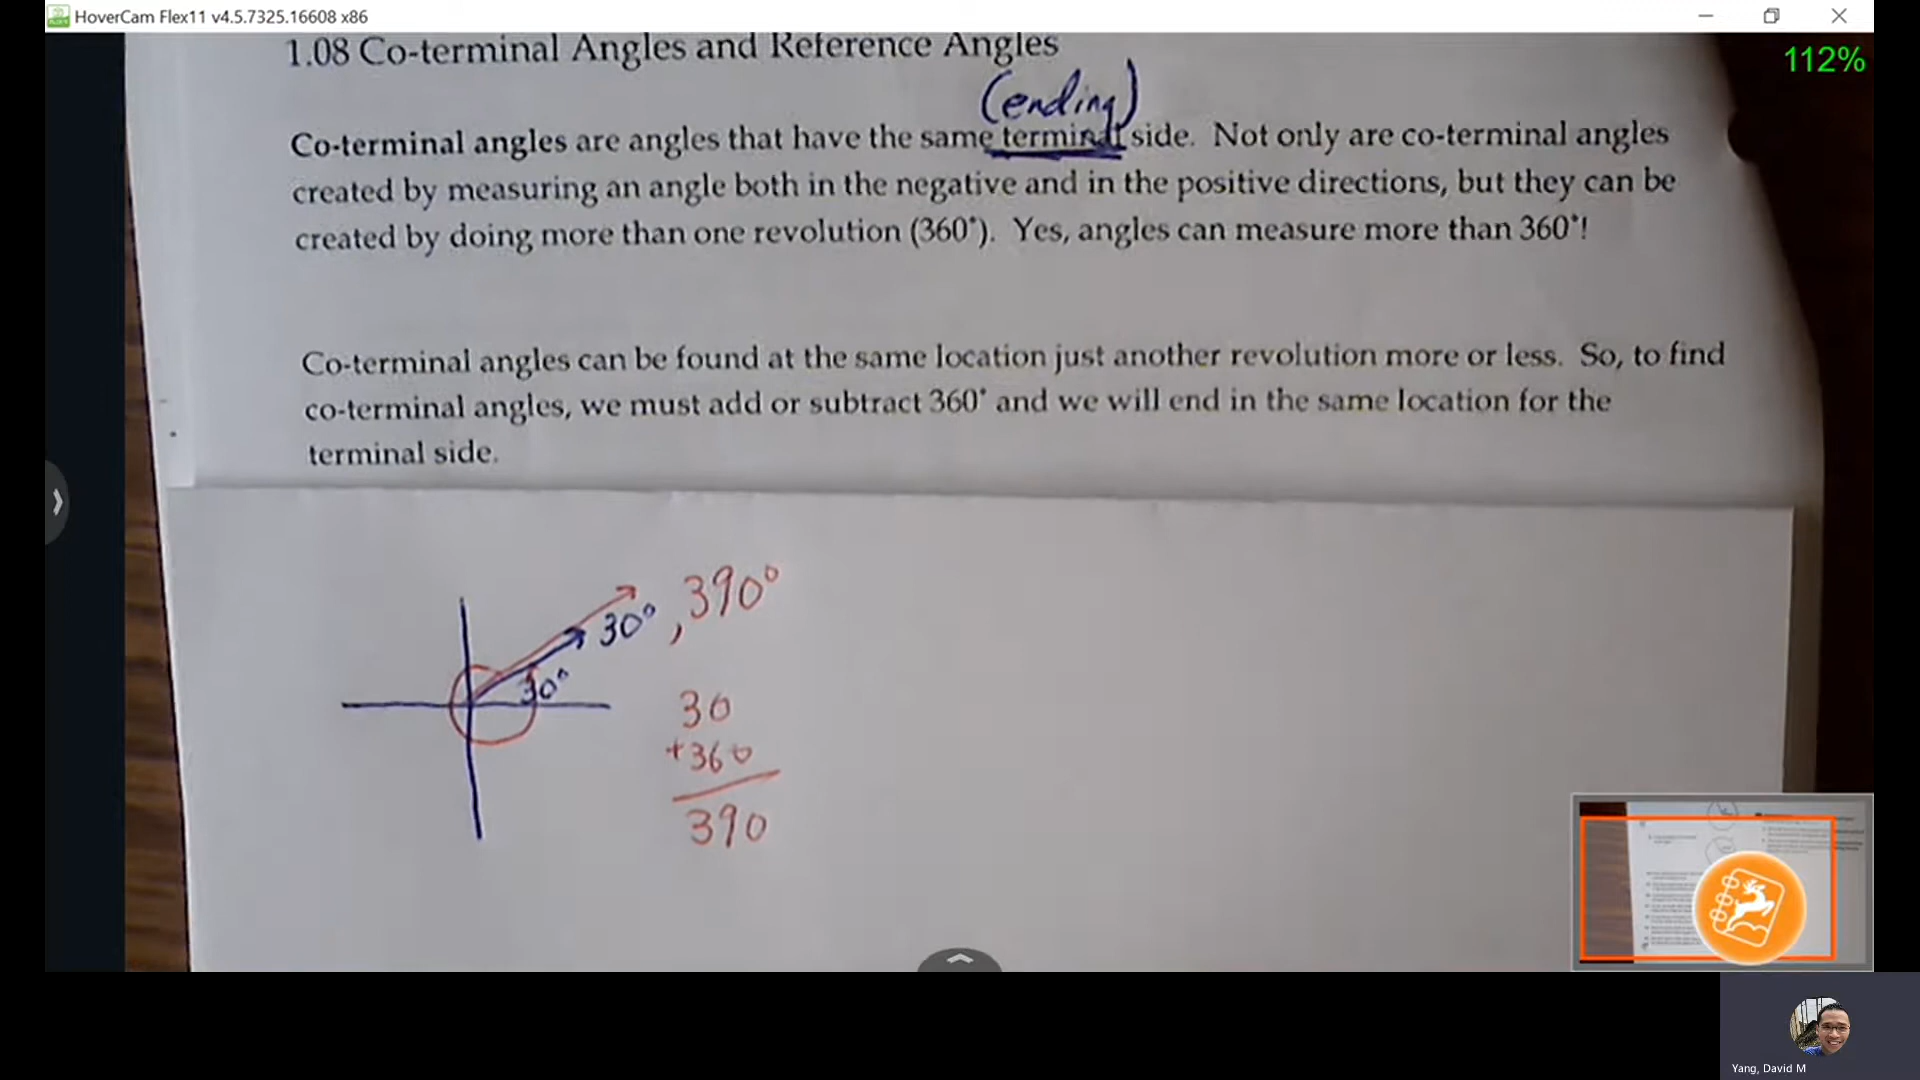 HoverCam Flex11 v4.5.7325.16608 x86
112%
1.08 Co-terminal Angles and Reference Angles
(ending)
Co-terminal angles are angles that have the same terminal side. Not only are co-terminal angles
created by measuring an angle both in the negative and in the positive directions, but they can be
created by doing more than one revolution (360°). Yes, angles can measure more than 360°!
Co-terminal angles can be found at the same location just another revolution more or less. So, to find
co-terminal angles, we must add or subtract 360° and we will end in the same location for the
terminal side.
30°, 390°
30°
30
+360
390
Yang, David M